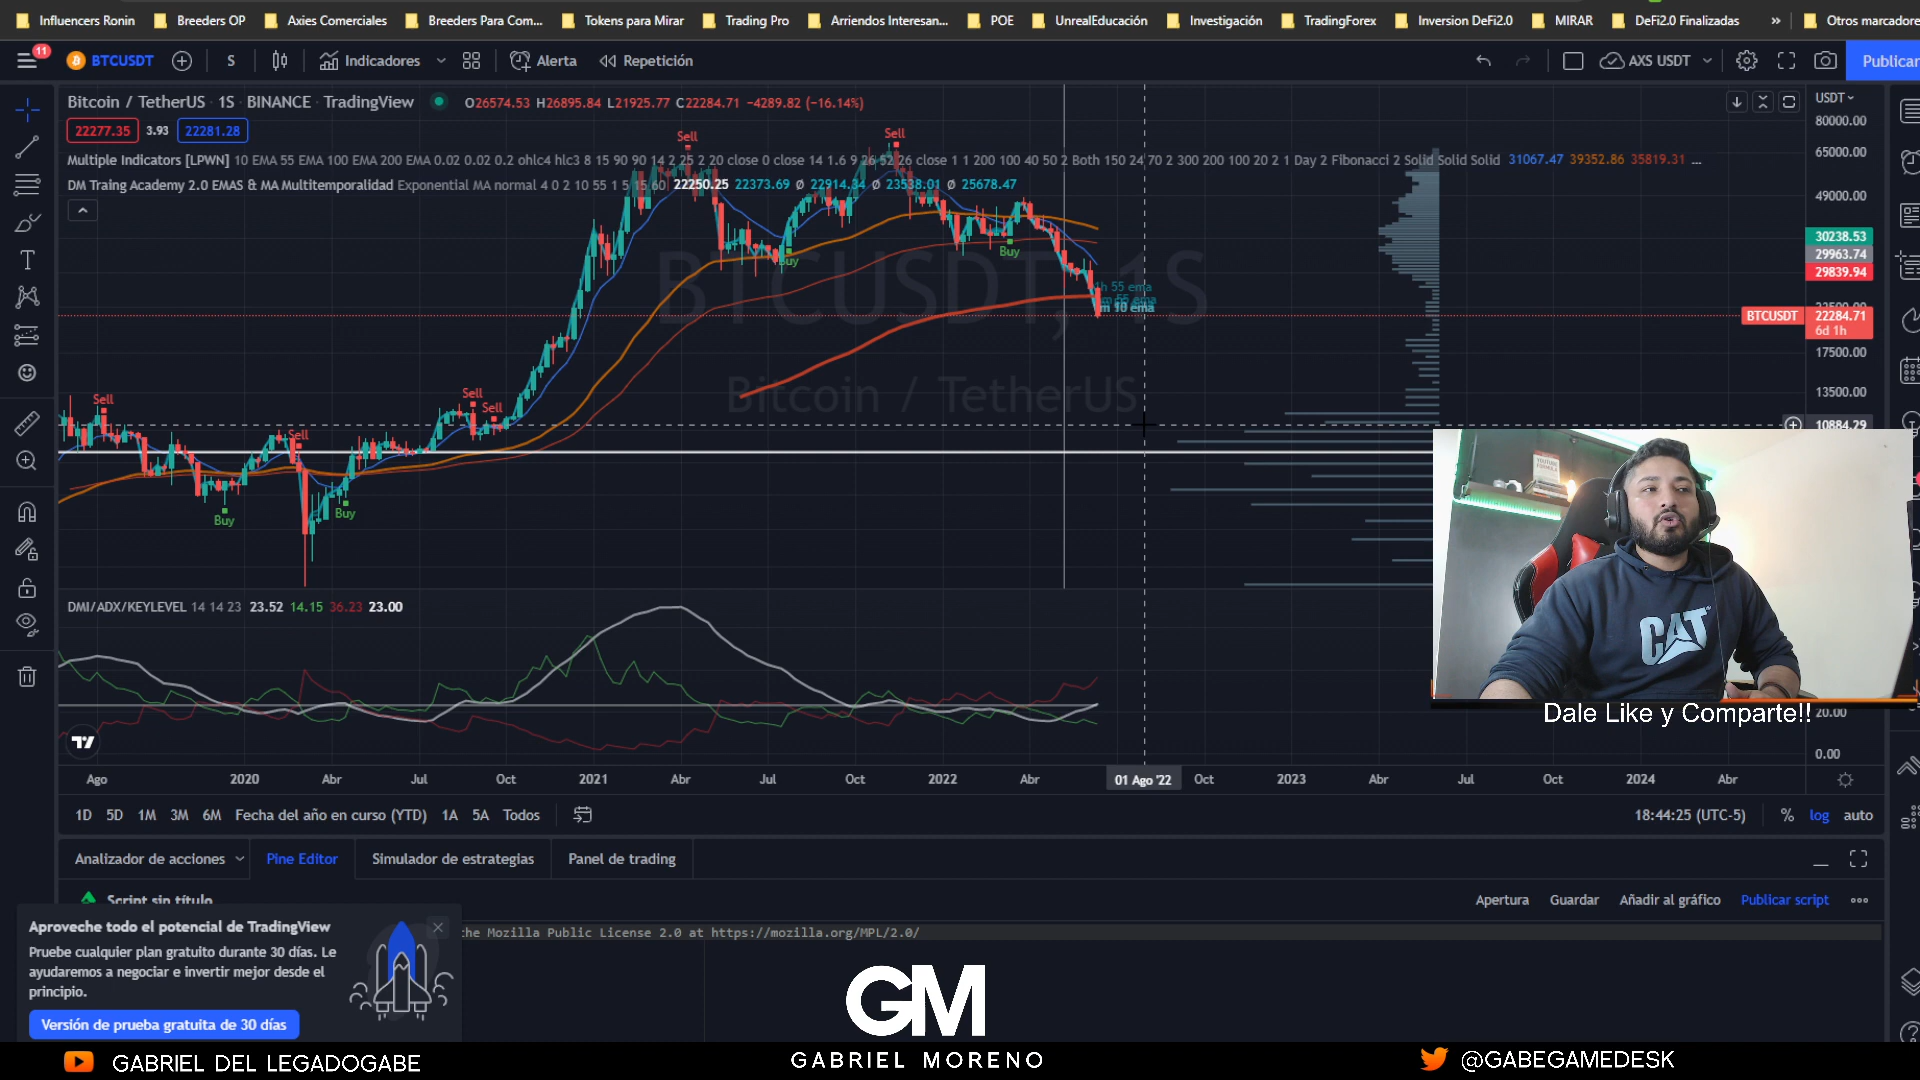 Influencers Ronin
Breeders OP
Axies Comerciales
Breeders Para Com...
Tokens para Mirar
Trading Pro
Arriendos Interesan...
POE
UnrealEducación
Investigación
TradingForex
Inversion DeFi2.0
MIRAR
DeFi2.0 Finalizadas
»
Otros marcadore
11
BTCUSDT
S
Indicadores
Alerta
Repetición
AXS USDT
Publicar
Bitcoin / TetherUS · 1S · BINANCE · TradingView
O26574.53 H26895.84 L21925.77 C22284.71 −4289.82 (−16.14%)
USDT
22277.35 3.93 22281.28
Multiple Indicators [LPWN] 10 EMA 55 EMA 100 EMA 200 EMA 0.02 0.02 0.2 ohlc4 hlc3 8 15 90 90 14 2 25 2 20 close 0 close 14 1.6 9 26 52 26 close 1 1 200 100 40 50 2 Both 150 24 70 2 300 200 100 20 2 1 Day 2 Fibonacci 2 Solid Solid Solid 31067.47 39352.86 35819.31 ...
DM Traing Academy 2.0 EMAS & MA Multitemporalidad Exponential MA normal 4 0 2 10 55 1 5 15 60 22250.25 22373.69 Ø 22914.34 Ø 23538.01 Ø 25678.47
80000.00
65000.00
49000.00
30238.53
29963.74
29839.94
22500.00
BTCUSDT 22284.71
6d 1h
17500.00
13500.00
10884.29
Sell
Sell
Buy
Buy
1h 55 ema
m 55 ema
m 10 ema
BTCUSDT, 1S
Bitcoin / TetherUS
Sell
Sell
Sell
Sell
Buy
Buy
DMI/ADX/KEYLEVEL 14 14 23 23.52 14.15 36.23 23.00
YOUTUBE
FORMULA
CAT
Dale Like y Comparte!!
20.00
0.00
Ago
2020
Abr
Jul
Oct
2021
Abr
Jul
Oct
2022
Abr
01 Ago '22
Oct
2023
Abr
Jul
Oct
2024
Abr
1D 5D 1M 3M 6M Fecha del año en curso (YTD) 1A 5A Todos
18:44:25 (UTC-5) % log auto
Analizador de acciones
Pine Editor
Simulador de estrategias
Panel de trading
Script sin título
Apertura
Guardar
Añadir al gráfico
Publicar script
Aproveche todo el potencial de TradingView
Pruebe cualquier plan gratuito durante 30 días. Le
ayudaremos a negociar e invertir mejor desde el
principio.
Versión de prueba gratuita de 30 días
the Mozilla Public License 2.0 at https://mozilla.org/MPL/2.0/
GM
GABRIEL MORENO
GABRIEL DEL LEGADOGABE
@GABEGAMEDESK